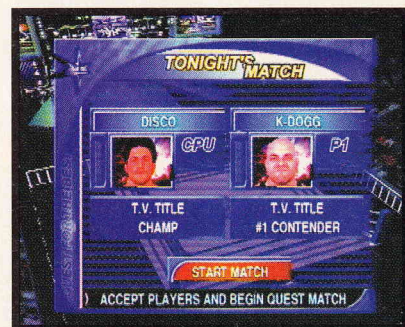 TONIGHT'S
MATCH
DISCO
CPU
K-DOGG
P1
T.V. TITLE
CHAMP
T.V. TITLE
#1 CONTENDER
START MATCH
) ACCEPT PLAYERS AND BEGIN QUEST MATCH